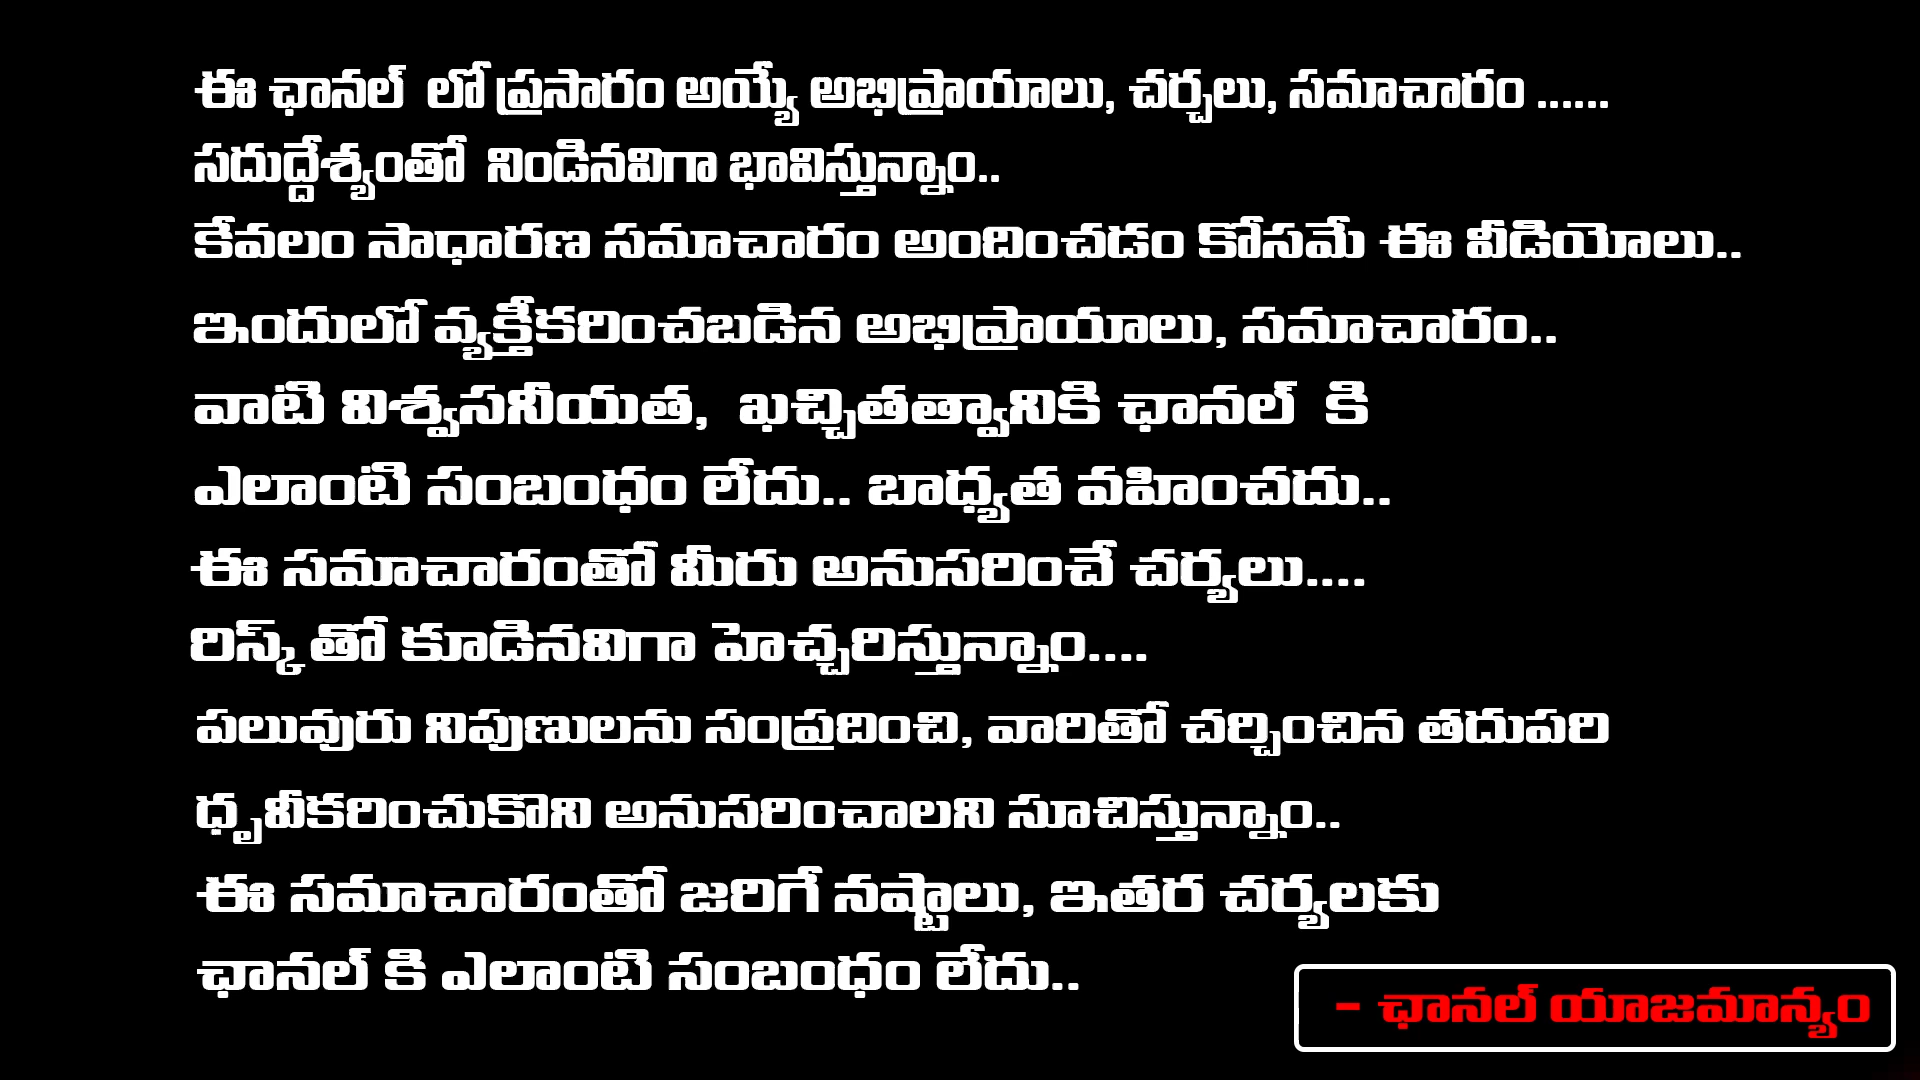 ఈ ఛానల్ లో ప్రసారం అయ్యే అభిప్రాయాలు, చర్చలు, సమాచారం ......
సదుద్దేశ్యంతో నిండినవిగా భావిస్తున్నాం..
కేవలం సాధారణ సమాచారం అందించడం కోసమే ఈ వీడియోలు..
ఇందులో వ్యక్తీకరించబడిన అభిప్రాయాలు, సమాచారం..
వాటి విశ్వసనీయత, ఖచ్చితత్వానికి ఛానల్ కి
ఎలాంటి సంబంధం లేదు.. బాధ్యత వహించదు..
ఈ సమాచారంతో మీరు అనుసరించే చర్యలు....
రిస్క్ తో కూడినవిగా హెచ్చరిస్తున్నాం....
పలువురు నిపుణులను సంప్రదించి, వారితో చర్చించిన తదుపరి
ధృవీకరించుకొని అనుసరించాలని సూచిస్తున్నాం..
ఈ సమాచారంతో జరిగే నష్టాలు, ఇతర చర్యలకు
ఛానల్ కి ఎలాంటి సంబంధం లేదు..
- ఛానల్ యాజమాన్యం